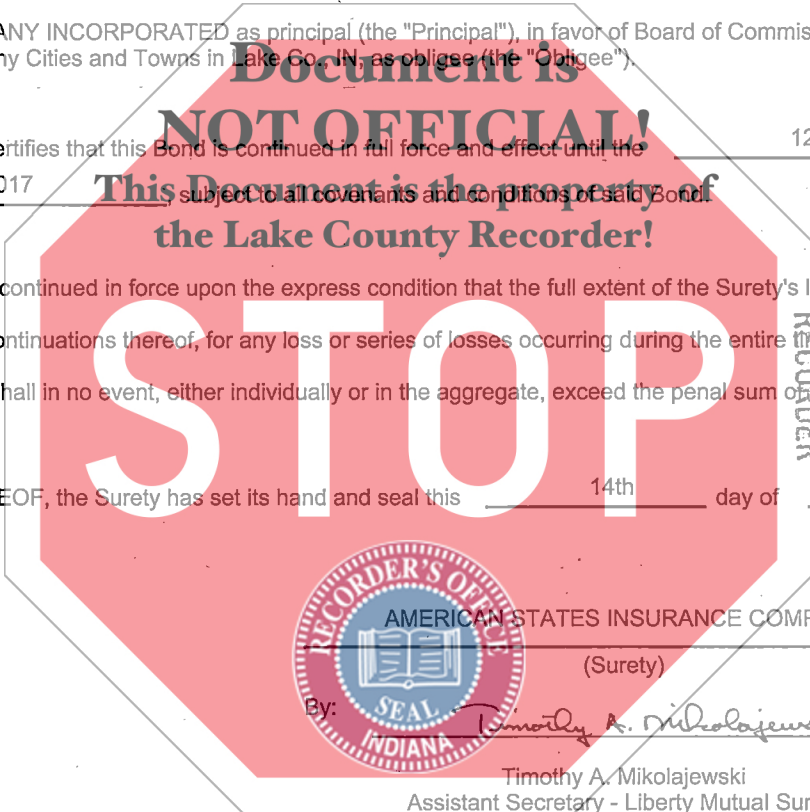 ANY INCORPORATED as principal (the "Principal"), in favor of Board of Commis
ny Cities and Towns in Lake Co., IN, as obligee (the "Obligee").
Document is
NOT OFFICIAL!
ertifies that this Bond is continued in full force and effect until the 12
017, subject to all covenants and conditions of said Bond.
This Document is the property of
the Lake County Recorder!
continued in force upon the express condition that the full extent of the Surety's l
ontinuations thereof, for any loss or series of losses occurring during the entire ti
hall in no event, either individually or in the aggregate, exceed the penal sum of
RECORDER
STOP
EOF, the Surety has set its hand and seal this 14th day of
RECORDER'S OFFICE
SEAL
INDIANA
AMERICAN STATES INSURANCE COMP
(Surety)
By: Timothy A. Mikolajews
Timothy A. Mikolajewski
Assistant Secretary - Liberty Mutual Sur